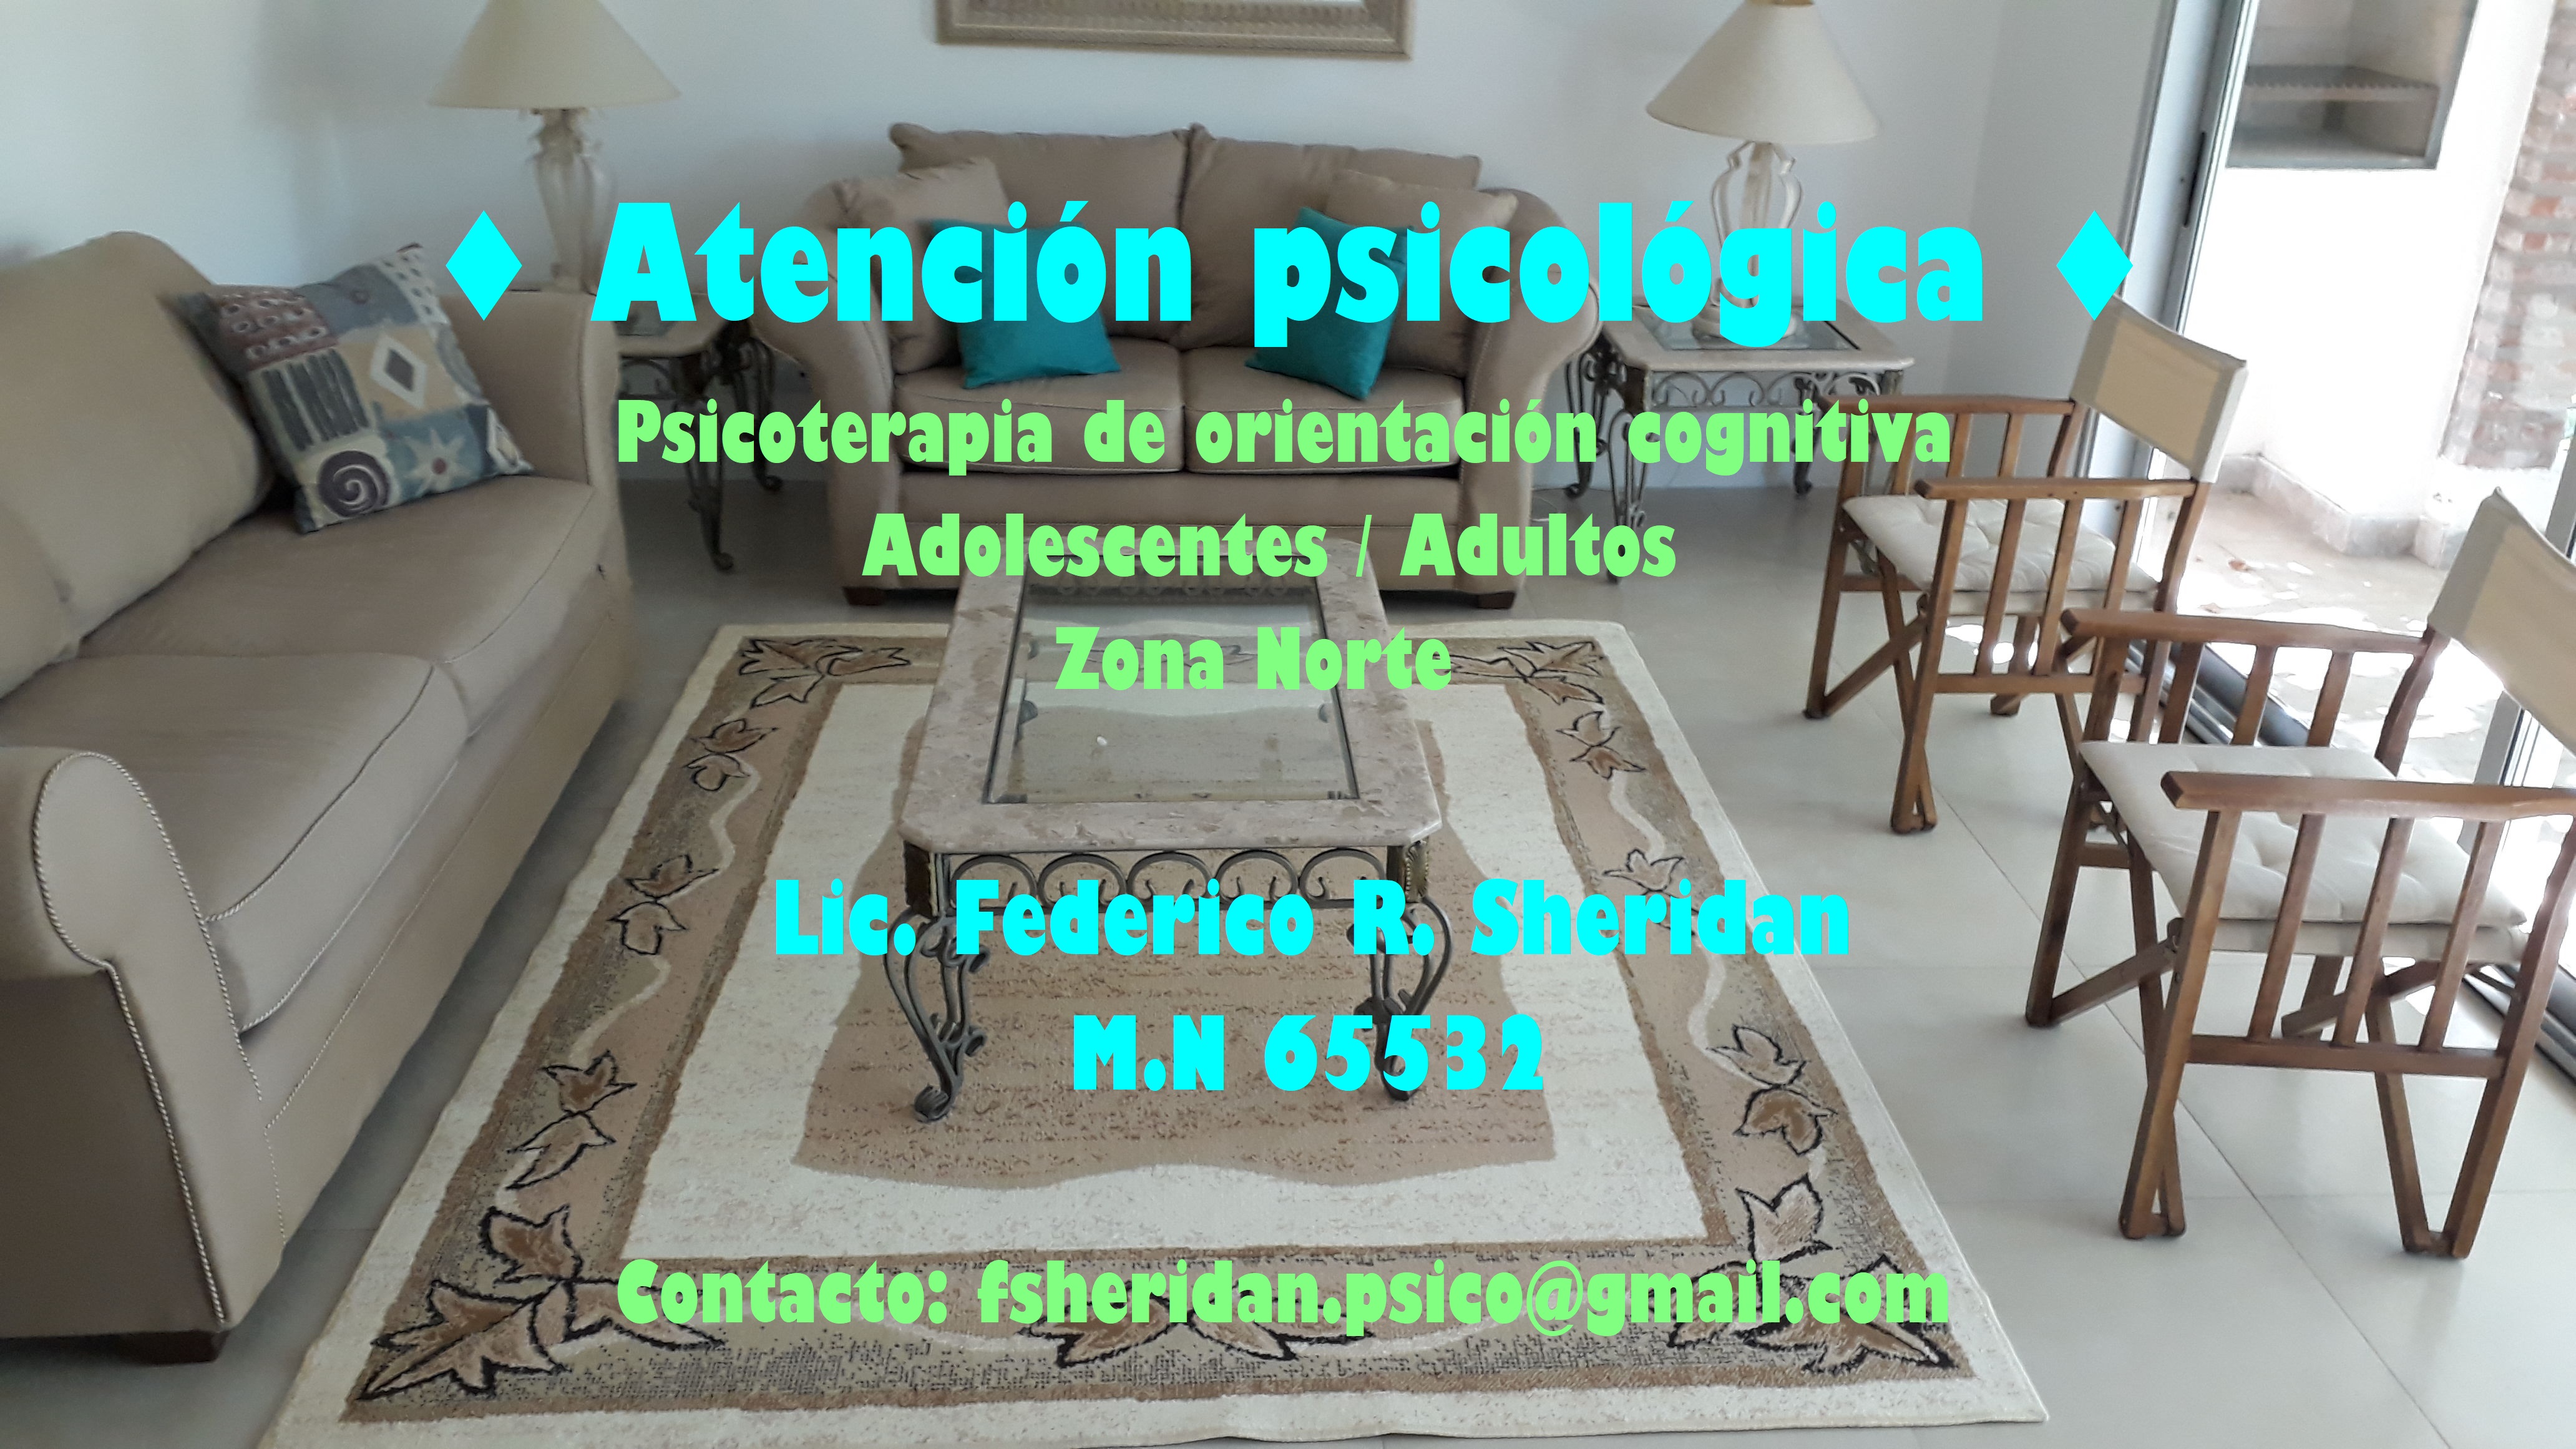 ♦ Atención psicológica ♦
Psicoterapia de orientación cognitiva
Adolescentes / Adultos
Zona Norte
Lic. Federico R. Sheridan
M.N 65532
Contacto: fsheridan.psico@gmail.com